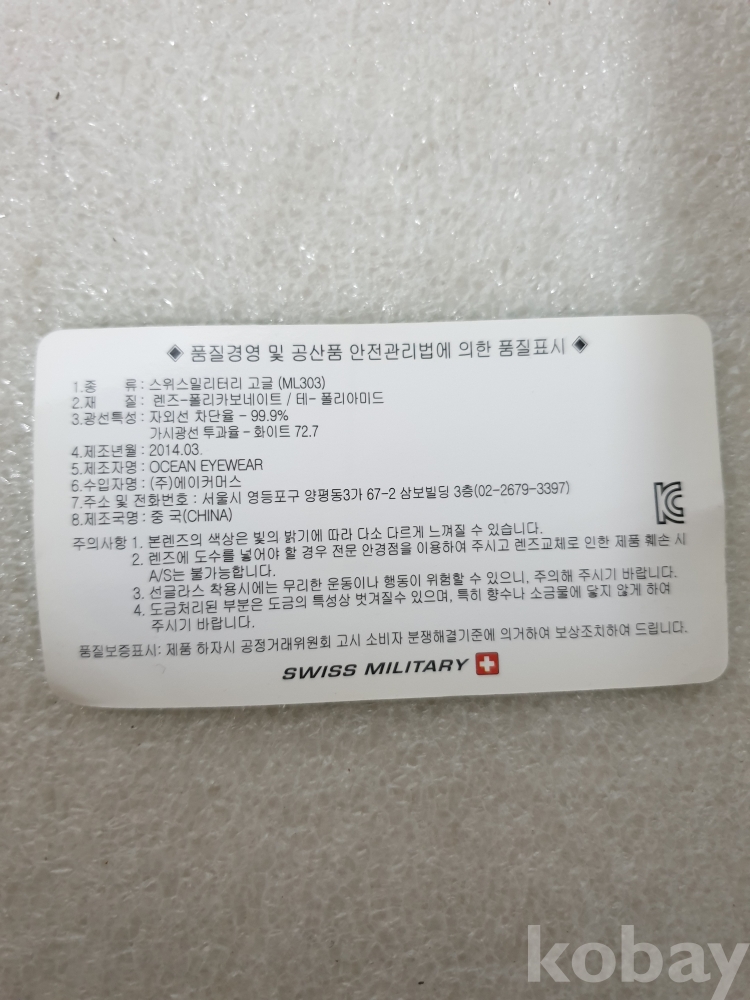 ◈ 품질경영 및 공산품 안전관리법에 의한 품질표시 ◈
1.종 류 : 스위스밀리터리 고글 (ML303)
2.재 질 : 렌즈-폴리카보네이트 / 테- 폴리아미드
3.광선특성 : 자외선 차단율 - 99.9%
가시광선 투과율 - 화이트 72.7
4.제조년월 : 2014.03.
5.제조자명 : OCEAN EYEWEAR
6.수입자명 : (주)에이커머스
7.주소 및 전화번호 : 서울시 영등포구 양평동3가 67-2 삼보빌딩 3층(02-2679-3397)
8.제조국명 : 중 국(CHINA)
주의사항 1. 본렌즈의 색상은 빛의 밝기에 따라 다소 다르게 느껴질 수 있습니다.
2. 렌즈에 도수를 넣어야 할 경우 전문 안경점을 이용하여 주시고 렌즈교체로 인한 제품 훼손 시
A/S는 불가능합니다.
3. 선글라스 착용시에는 무리한 운동이나 행동이 위험할 수 있으니, 주의해 주시기 바랍니다.
4. 도금처리된 부분은 도금의 특성상 벗겨질수 있으며, 특히 향수나 소금물에 닿지 않게 하여
주시기 바랍니다.
품질보증표시: 제품 하자시 공정거래위원회 고시 소비자 분쟁해결기준에 의거하여 보상조치하여 드립니다.
SWISS MILITARY
kobay